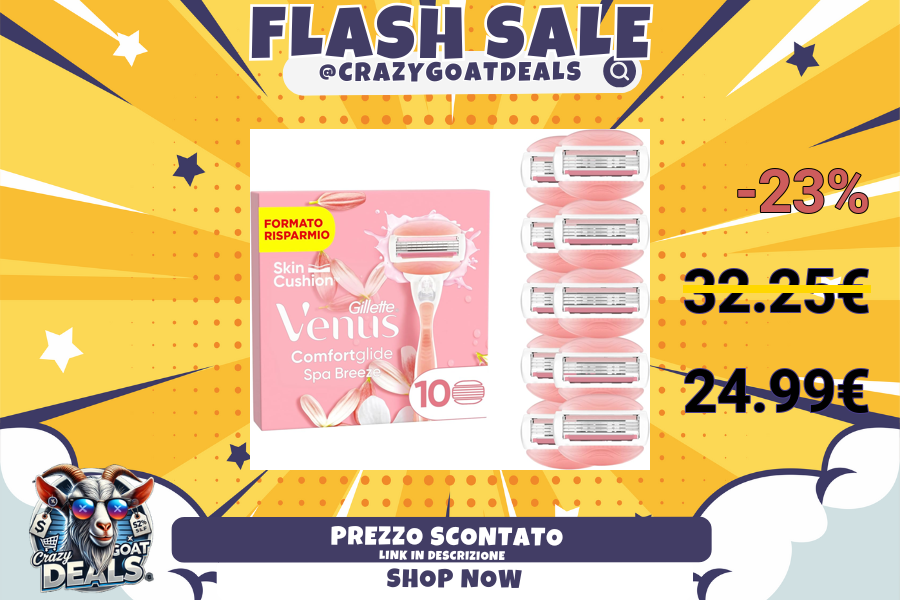 FLASH SALE
@CRAZYGOATDEALS
-23%
32.25€
24.99€
FORMATO
RISPARMIO
Skin
Cushion
Gillette
Venus
Comfortglide
Spa Breeze
10
$
52%
Crazy
GOAT
DEALS
PREZZO SCONTATO
LINK IN DESCRIZIONE
SHOP NOW